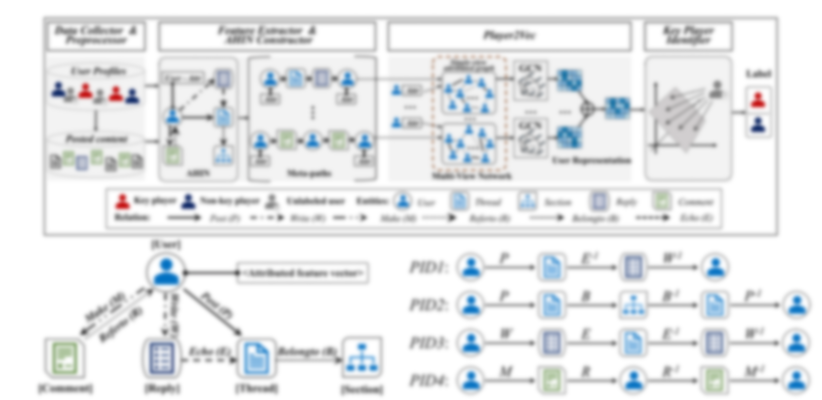 Data Collector &
Preprocessor
Feature Extractor &
AHIN Constructor
Player2Vec
Key Player
Identifier
User Profiles
Posted content
AHIN
Meta-paths
Multi-View Network
GCN
GCN
User Representation
Label
Key player
Non-key player
Unlabeled user
Entities:
User
Thread
Section
Reply
Comment
Relation:
Post (P)
Write (W)
Make (M)
Referto (R)
Belongto (B)
Echo (E)
[User]
<Attributed feature vector>
Make (M)
Referto (R)
Post (P)
Echo (E)
Belongto (B)
[Comment]
[Reply]
[Thread]
[Section]
PID1: P E⁻¹ W⁻¹
PID2: P B B⁻¹ P⁻¹
PID3: W E E⁻¹ W⁻¹
PID4: M R R⁻¹ M⁻¹